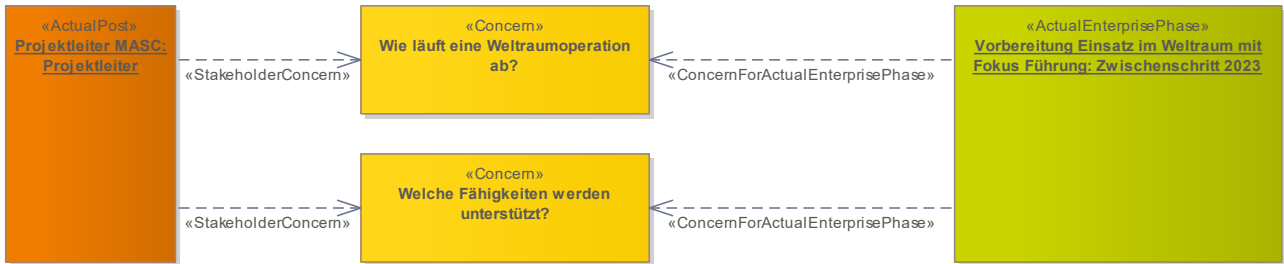 «ActualPost»
Projektleiter MASC:
Projektleiter
«StakeholderConcern»
«StakeholderConcern»
«Concern»
Wie läuft eine Weltraumoperation
ab?
«Concern»
Welche Fähigkeiten werden
unterstützt?
«ConcernForActualEnterprisePhase»
«ConcernForActualEnterprisePhase»
«ActualEnterprisePhase»
Vorbereitung Einsatz im Weltraum mit
Fokus Führung: Zwischenschritt 2023